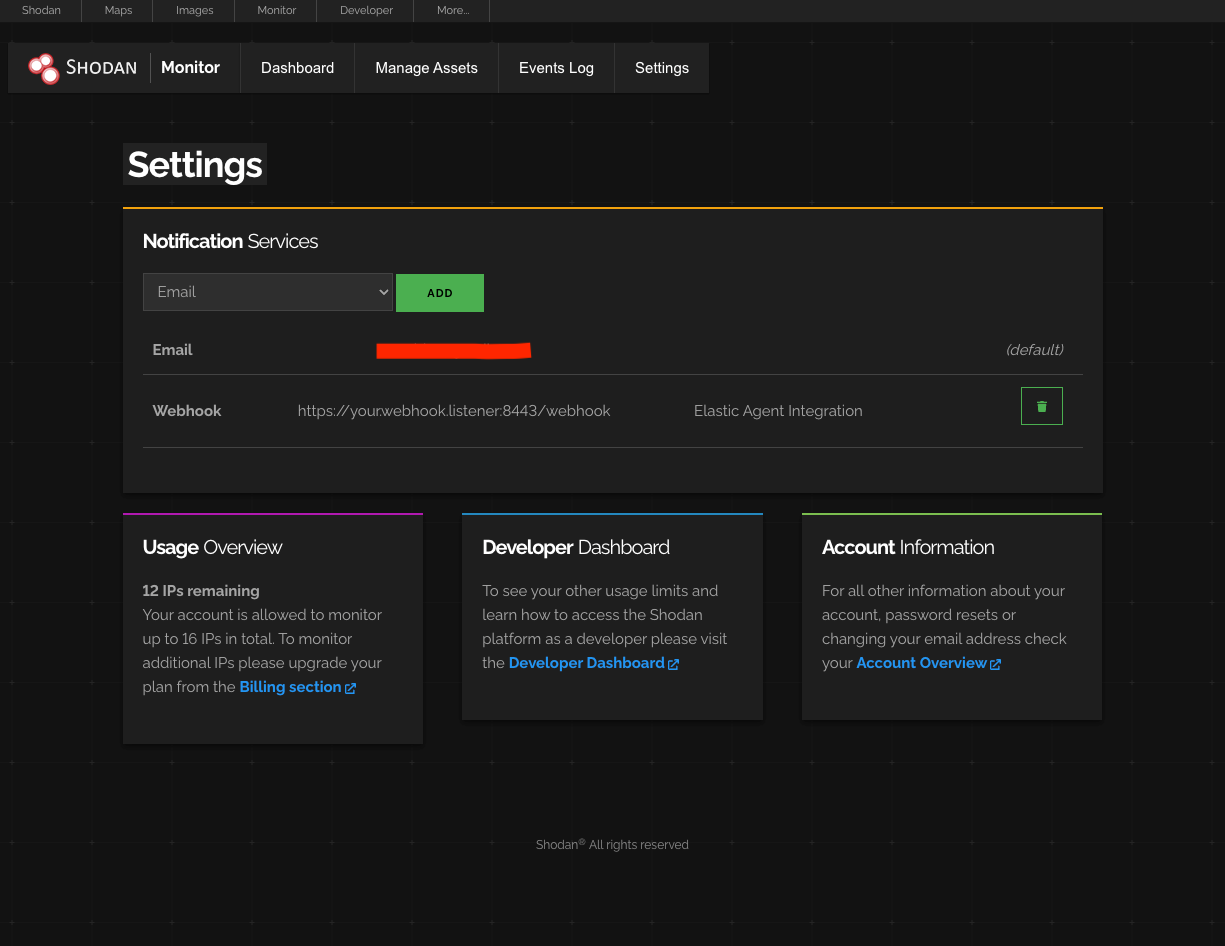 Shodan Maps Images Monitor Developer More...
SHODAN Monitor Dashboard Manage Assets Events Log Settings
Settings
Notification Services
Email ADD
Email (default)
Webhook https://your.webhook.listener:8443/webhook Elastic Agent Integration
Usage Overview
12 IPs remaining
Your account is allowed to monitor
up to 16 IPs in total. To monitor
additional IPs please upgrade your
plan from the Billing section
Developer Dashboard
To see your other usage limits and
learn how to access the Shodan
platform as a developer please visit
the Developer Dashboard
Account Information
For all other information about your
account, password resets or
changing your email address check
your Account Overview
Shodan® All rights reserved